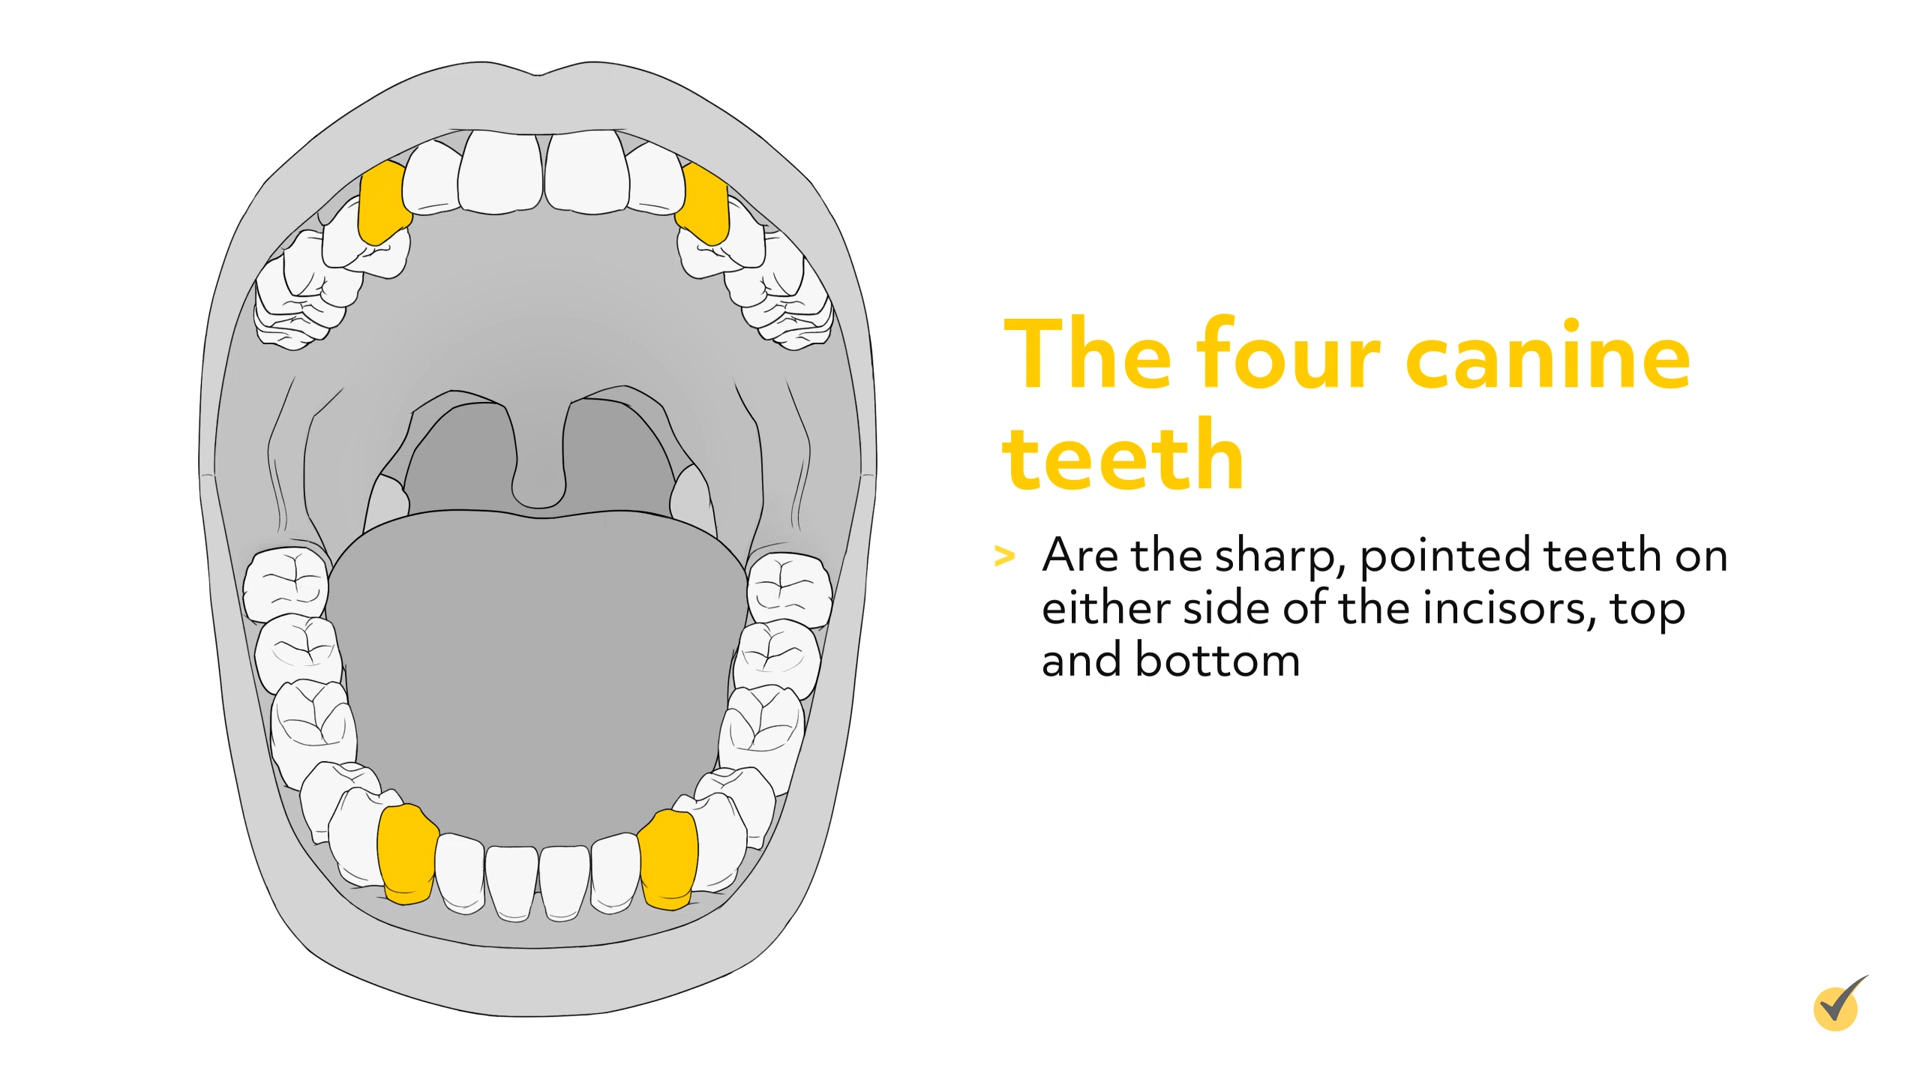 The four canine
teeth
> Are the sharp, pointed teeth on
either side of the incisors, top
and bottom